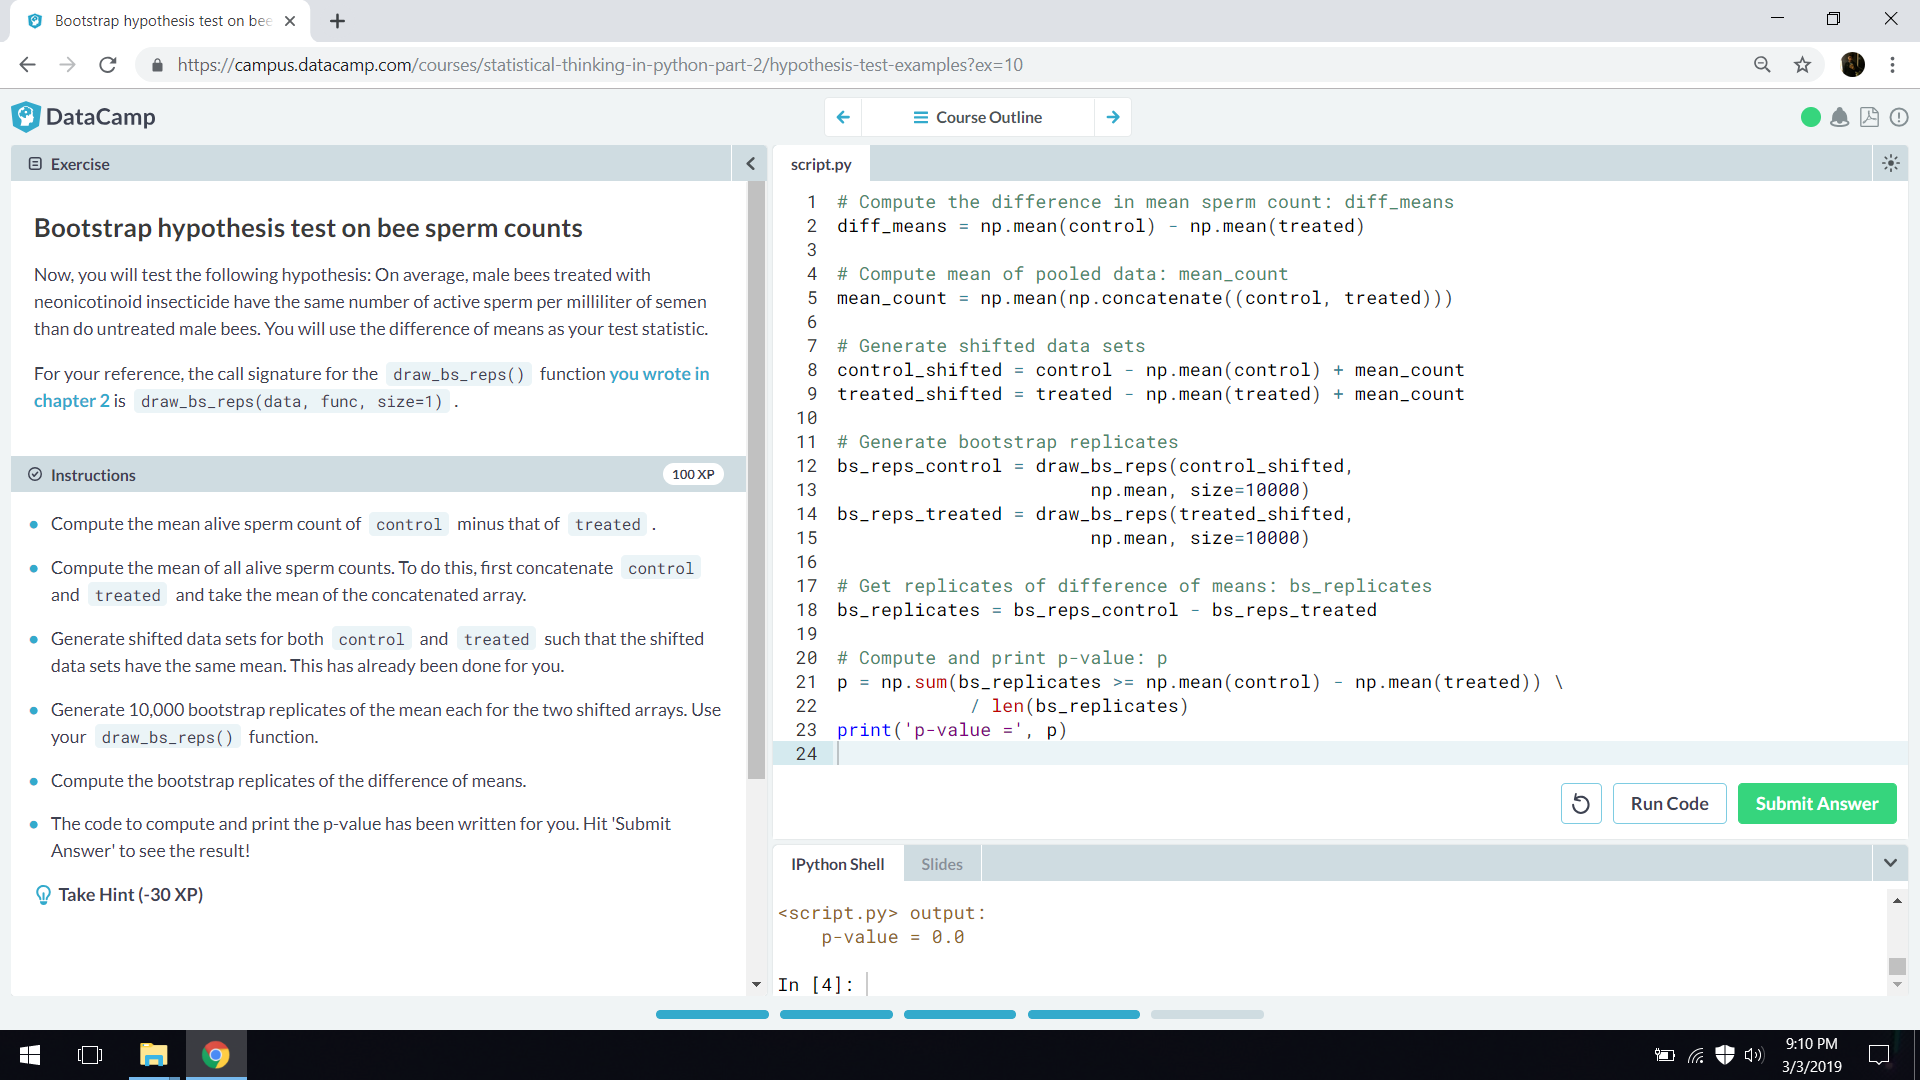 Bootstrap hypothesis test on bee
https://campus.datacamp.com/courses/statistical-thinking-in-python-part-2/hypothesis-test-examples?ex=10
DataCamp
Course Outline
Exercise
Bootstrap hypothesis test on bee sperm counts
Now, you will test the following hypothesis: On average, male bees treated with
neonicotinoid insecticide have the same number of active sperm per milliliter of semen
than do untreated male bees. You will use the difference of means as your test statistic.
For your reference, the call signature for the draw_bs_reps() function you wrote in
chapter 2 is draw_bs_reps(data, func, size=1) .
Instructions
100 XP
Compute the mean alive sperm count of control minus that of treated .
Compute the mean of all alive sperm counts. To do this, first concatenate control
and treated and take the mean of the concatenated array.
Generate shifted data sets for both control and treated such that the shifted
data sets have the same mean. This has already been done for you.
Generate 10,000 bootstrap replicates of the mean each for the two shifted arrays. Use
your draw_bs_reps() function.
Compute the bootstrap replicates of the difference of means.
The code to compute and print the p-value has been written for you. Hit 'Submit
Answer' to see the result!
Take Hint (-30 XP)
script.py
1 # Compute the difference in mean sperm count: diff_means
2 diff_means = np.mean(control) - np.mean(treated)
3
4 # Compute mean of pooled data: mean_count
5 mean_count = np.mean(np.concatenate((control, treated)))
6
7 # Generate shifted data sets
8 control_shifted = control - np.mean(control) + mean_count
9 treated_shifted = treated - np.mean(treated) + mean_count
10
11 # Generate bootstrap replicates
12 bs_reps_control = draw_bs_reps(control_shifted,
13 np.mean, size=10000)
14 bs_reps_treated = draw_bs_reps(treated_shifted,
15 np.mean, size=10000)
16
17 # Get replicates of difference of means: bs_replicates
18 bs_replicates = bs_reps_control - bs_reps_treated
19
20 # Compute and print p-value: p
21 p = np.sum(bs_replicates >= np.mean(control) - np.mean(treated)) \
22 / len(bs_replicates)
23 print('p-value =', p)
24
Run Code
Submit Answer
IPython Shell
Slides
<script.py> output:
p-value = 0.0
In [4]:
9:10 PM
3/3/2019